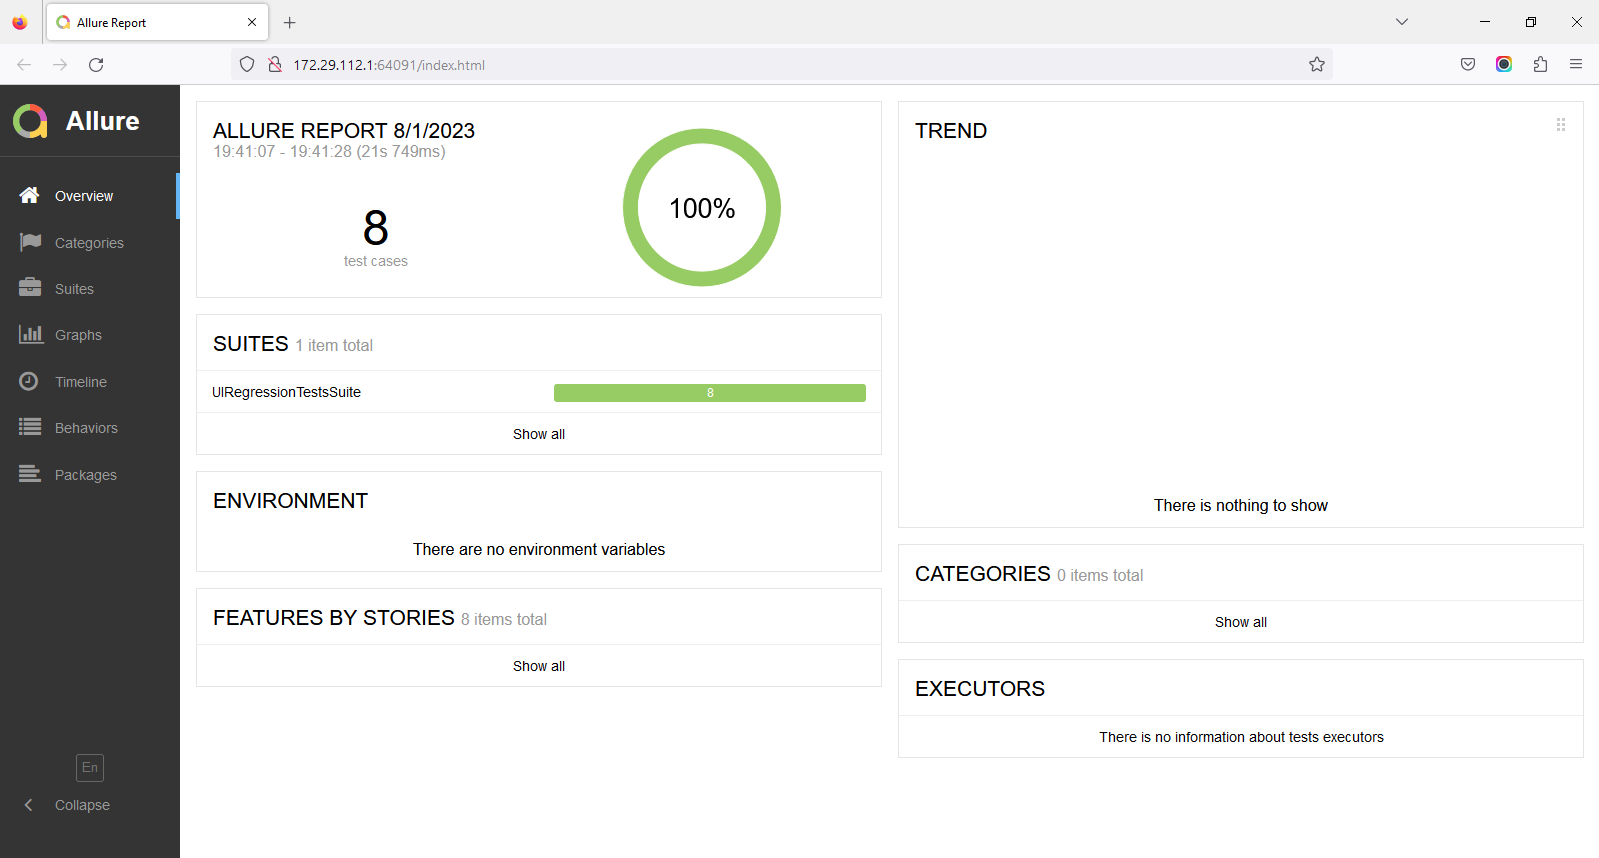 Allure Report
172.29.112.1:64091/index.html
Allure
Overview
Categories
Suites
Graphs
Timeline
Behaviors
Packages
En
Collapse
ALLURE REPORT 8/1/2023
19:41:07 - 19:41:28 (21s 749ms)
8
test cases
100%
SUITES 1 item total
UIRegressionTestsSuite 8
Show all
ENVIRONMENT
There are no environment variables
FEATURES BY STORIES 8 items total
Show all
TREND
There is nothing to show
CATEGORIES 0 items total
Show all
EXECUTORS
There is no information about tests executors